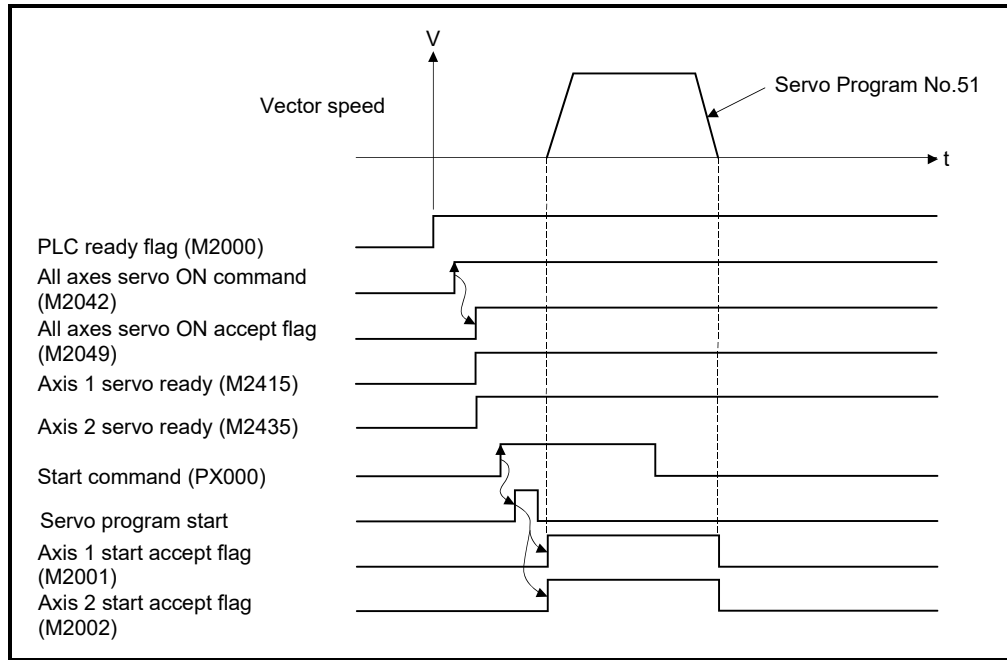 V
Servo Program No.51
Vector speed
t
PLC ready flag (M2000)
All axes servo ON command
(M2042)
All axes servo ON accept flag
(M2049)
Axis 1 servo ready (M2415)
Axis 2 servo ready (M2435)
Start command (PX000)
Servo program start
Axis 1 start accept flag
(M2001)
Axis 2 start accept flag
(M2002)